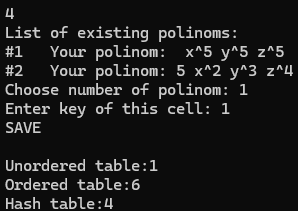 4
List of existing polinoms:
#1   Your polinom:  x^5 y^5 z^5
#2   Your polinom: 5 x^2 y^3 z^4
Choose number of polinom: 1
Enter key of this cell: 1
SAVE

Unordered table:1
Ordered table:6
Hash table:4